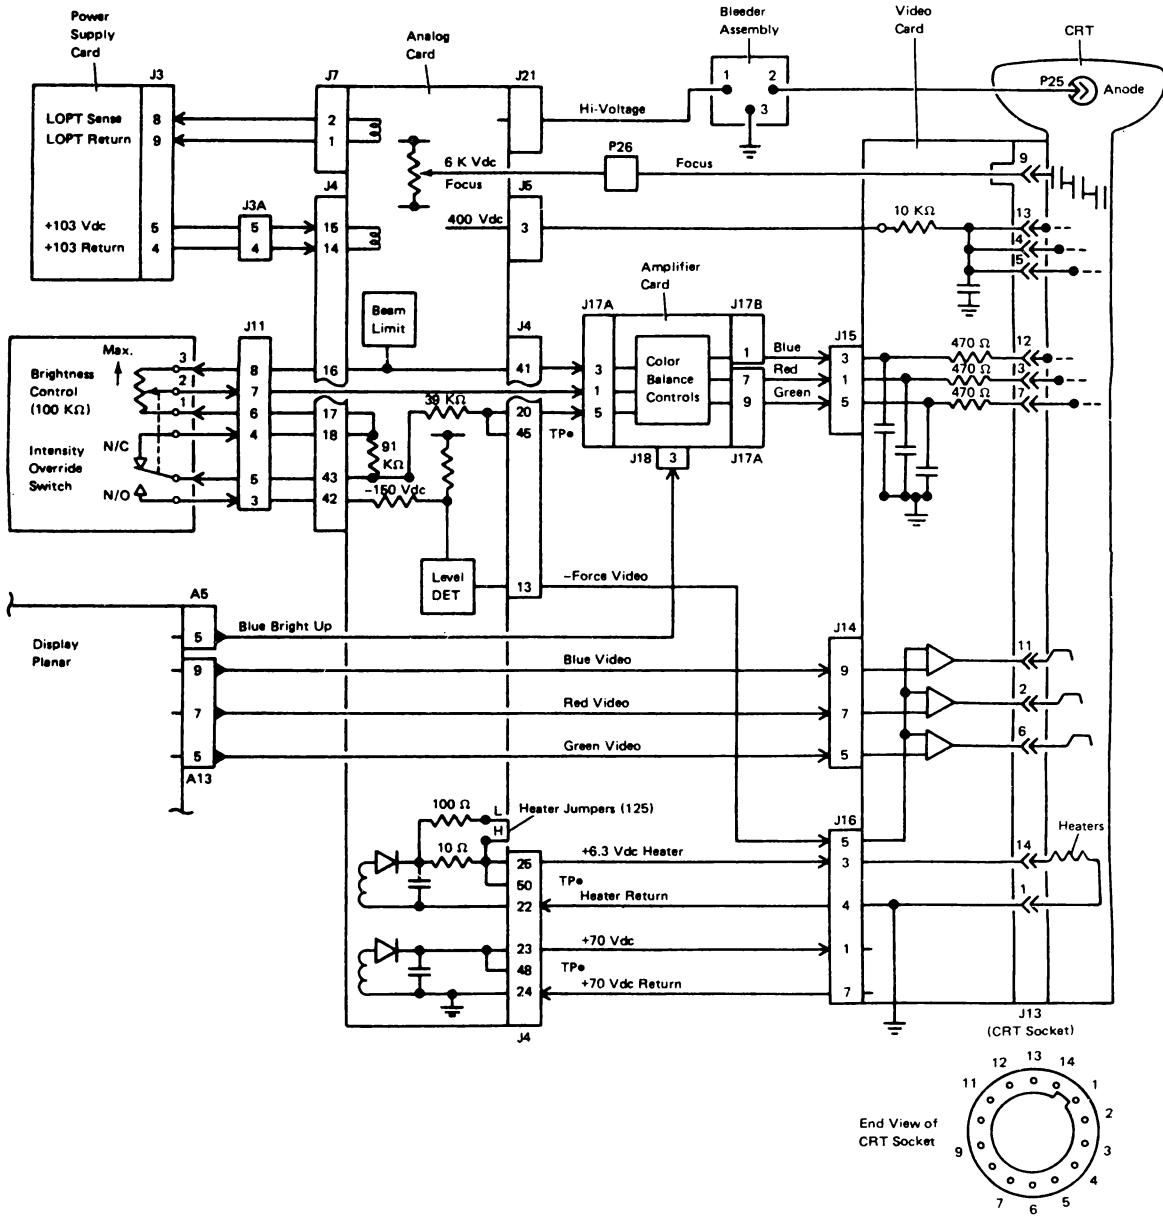 Power
Supply
Card
Analog
Card
Bleeder
Assembly
Video
Card
CRT
J3
J7
J21
1
2
3
P25
Anode
LOPT Sense
8
2
Hi-Voltage
LOPT Return
9
1
P26
6 K Vdc
Focus
Focus
9
J4
J5
J3A
400 Vdc
3
10 KΩ
13
+103 Vdc
5
5
15
+103 Return
4
4
14
4
5
Amplifier
Card
Beam
Limit
J17A
J17B
J11
J4
J15
Max.
3
8
16
41
3
Color
Balance
Controls
1
Blue
3
470 Ω
12
Brightness
Control
(100 KΩ)
2
7
1
7
Red
1
470 Ω
3
1
6
17
39 KΩ
20
5
9
Green
5
470 Ω
7
N/C
4
18
91
KΩ
45
TP●
J18
3
J17A
Intensity
Override
Switch
5
43
N/O
3
42
-150 Vdc
Level
DET
13
-Force Video
A5
Display
Planar
5
Blue Bright Up
J14
9
Blue Video
9
11
7
Red Video
7
2
5
Green Video
5
6
A13
100 Ω
L
Heater Jumpers (125)
H
J16
5
Heaters
10 Ω
25
+6.3 Vdc Heater
3
14
50
TP●
22
Heater Return
4
1
23
+70 Vdc
1
48
TP●
24
+70 Vdc Return
7
J4
J13
(CRT Socket)
End View of
CRT Socket
13
14
12
11
1
2
3
9
4
7
6
5